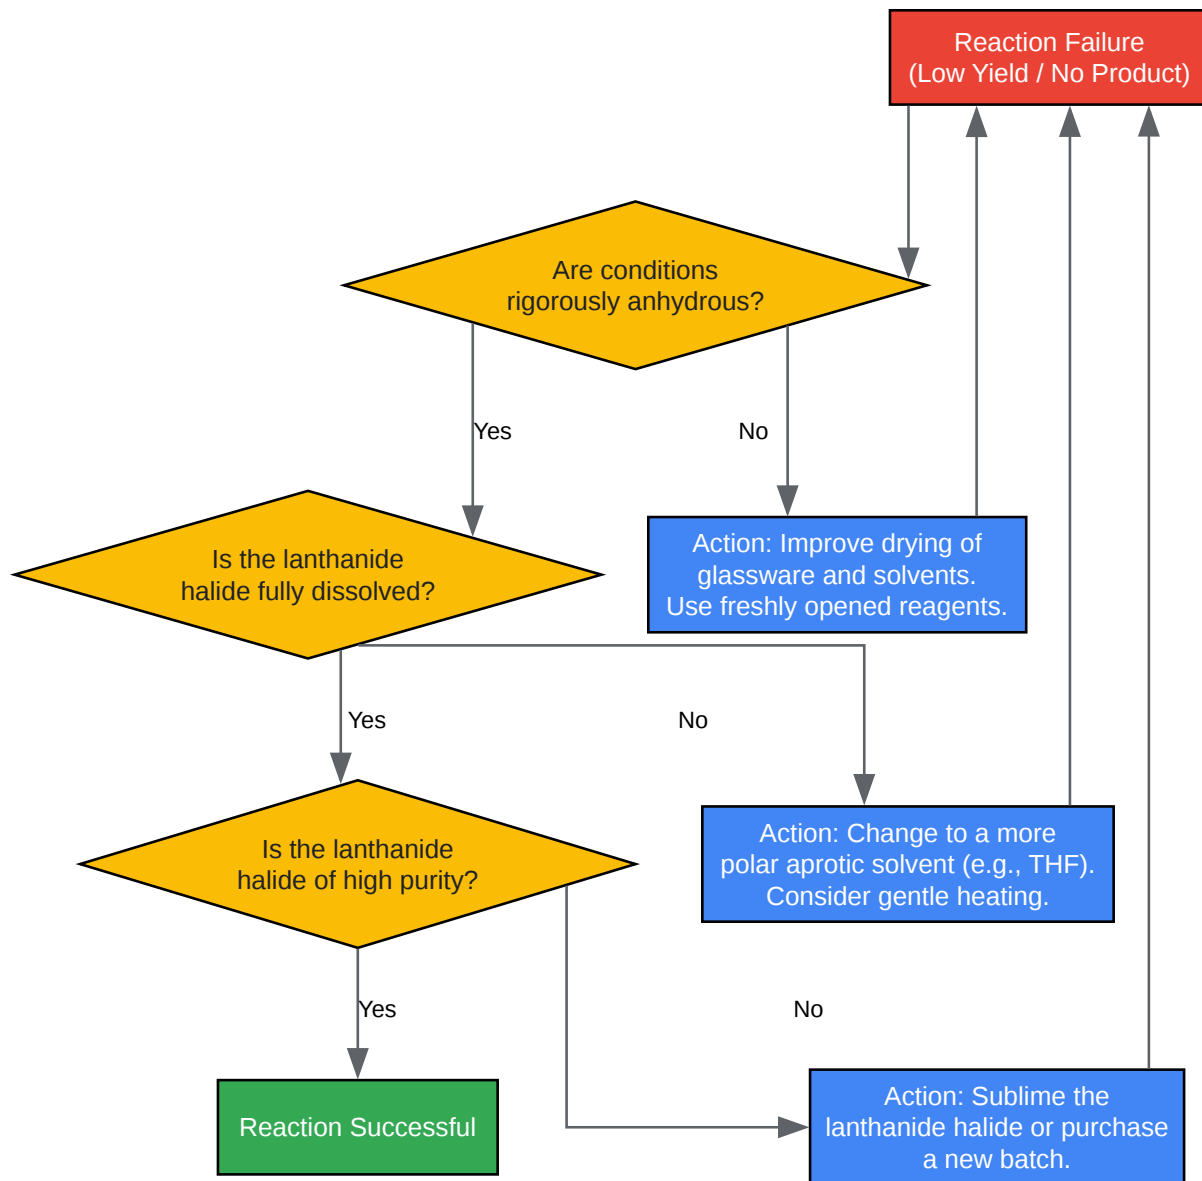 Reaction Failure
(Low Yield / No Product)
Are conditions
rigorously anhydrous?
Yes
No
Is the lanthanide
halide fully dissolved?
Action: Improve drying of
glassware and solvents.
Use freshly opened reagents.
Yes
No
Is the lanthanide
halide of high purity?
Action: Change to a more
polar aprotic solvent (e.g., THF).
Consider gentle heating.
Yes
No
Reaction Successful
Action: Sublime the
lanthanide halide or purchase
a new batch.